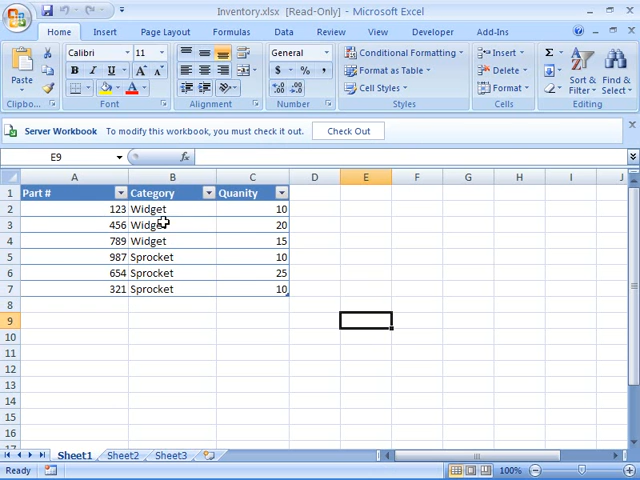 Inventory.xlsx [Read-Only] - Microsoft Excel
Home Insert Page Layout Formulas Data Review View Developer Add-Ins
Paste
Calibri 11
B I U
A A
General
$ % ,
Conditional Formatting
Format as Table
Cell Styles
Insert
Delete
Format
Σ
Sort & Filter
Find & Select
Clipbo... Font Alignment Number Styles Cells Editing
Server Workbook To modify this workbook, you must check it out. Check Out
E9 fx
A B C D E F G H I J
1 Part # Category Quanity
2 123 Widget 10
3 456 Widget 20
4 789 Widget 15
5 987 Sprocket 10
6 654 Sprocket 25
7 321 Sprocket 10
8
9
10
11
12
13
14
15
16
17
Sheet1 Sheet2 Sheet3
Ready 100%